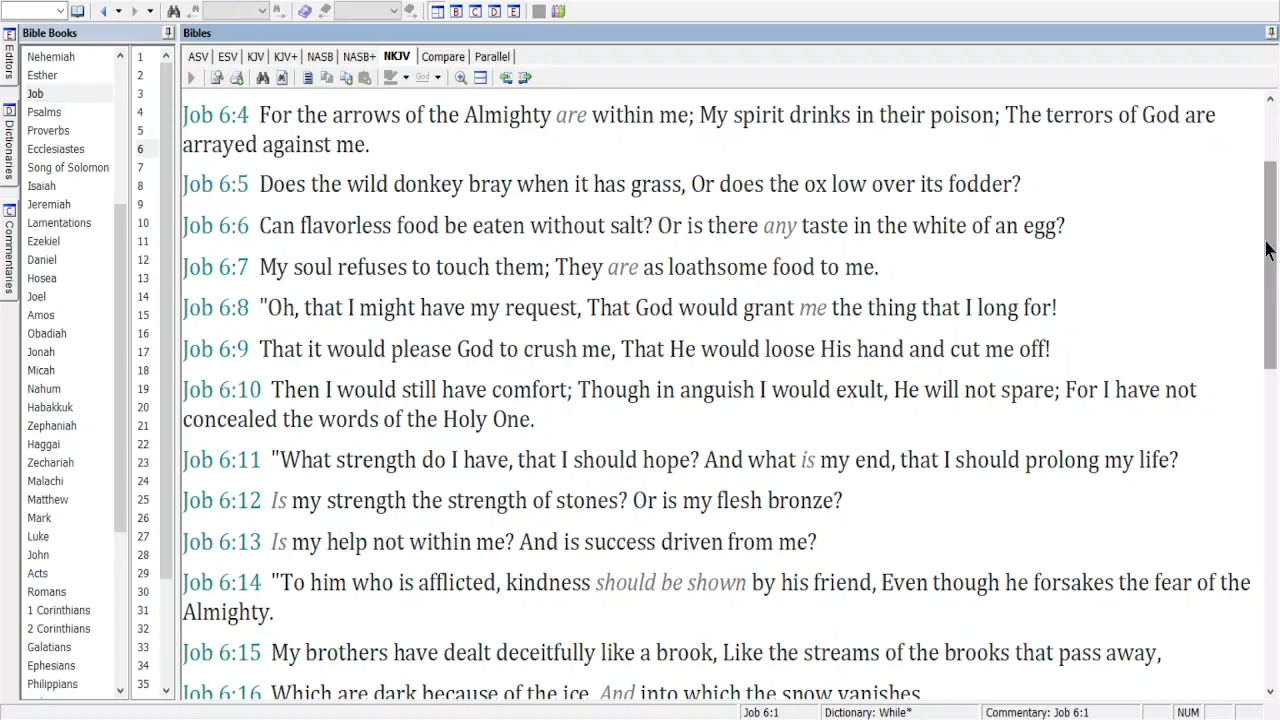 B C D E
Bible Books
Bibles
Editors
Dictionaries
Commentaries
Nehemiah 1
Esther 2
Job 3
Psalms 4
Proverbs 5
Ecclesiastes 6
Song of Solomon 7
Isaiah 8
Jeremiah 9
Lamentations 10
Ezekiel 11
Daniel 12
Hosea 13
Joel 14
Amos 15
Obadiah 16
Jonah 17
Micah 18
Nahum 19
Habakkuk 20
Zephaniah 21
Haggai 22
Zechariah 23
Malachi 24
Matthew 25
Mark 26
Luke 27
John 28
Acts 29
Romans 30
1 Corinthians 31
2 Corinthians 32
Galatians 33
Ephesians 34
Philippians 35
ASV ESV KJV KJV+ NASB NASB+ NKJV Compare Parallel
God
Job 6:4 For the arrows of the Almighty are within me; My spirit drinks in their poison; The terrors of God are
arrayed against me.
Job 6:5 Does the wild donkey bray when it has grass, Or does the ox low over its fodder?
Job 6:6 Can flavorless food be eaten without salt? Or is there any taste in the white of an egg?
Job 6:7 My soul refuses to touch them; They are as loathsome food to me.
Job 6:8 "Oh, that I might have my request, That God would grant me the thing that I long for!
Job 6:9 That it would please God to crush me, That He would loose His hand and cut me off!
Job 6:10 Then I would still have comfort; Though in anguish I would exult, He will not spare; For I have not
concealed the words of the Holy One.
Job 6:11 "What strength do I have, that I should hope? And what is my end, that I should prolong my life?
Job 6:12 Is my strength the strength of stones? Or is my flesh bronze?
Job 6:13 Is my help not within me? And is success driven from me?
Job 6:14 "To him who is afflicted, kindness should be shown by his friend, Even though he forsakes the fear of the
Almighty.
Job 6:15 My brothers have dealt deceitfully like a brook, Like the streams of the brooks that pass away,
Job 6:16 Which are dark because of the ice, And into which the snow vanishes.
Job 6:1 Dictionary: While* Commentary: Job 6:1 NUM